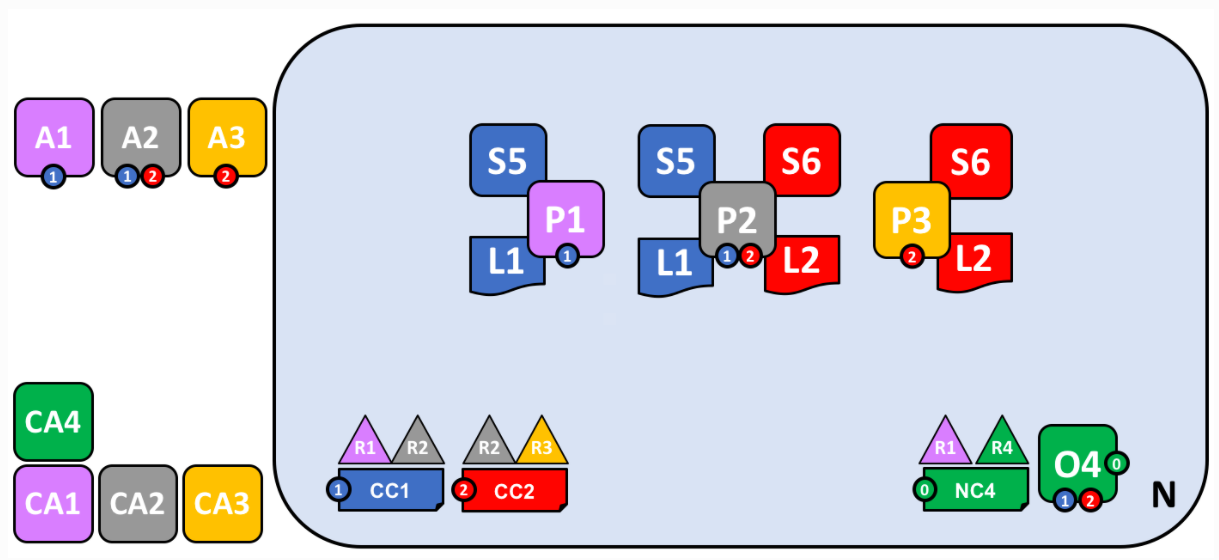 A1 A2 A3
1 1 2 2
S5 S5 S6 S6
P1 P2 P3
L1 1 L1 1 2 L2 2 L2
CA4
R1 R2 R2 R3 R1 R4
O4 0
1 CC1 2 CC2 0 NC4 1 2 N
CA1 CA2 CA3